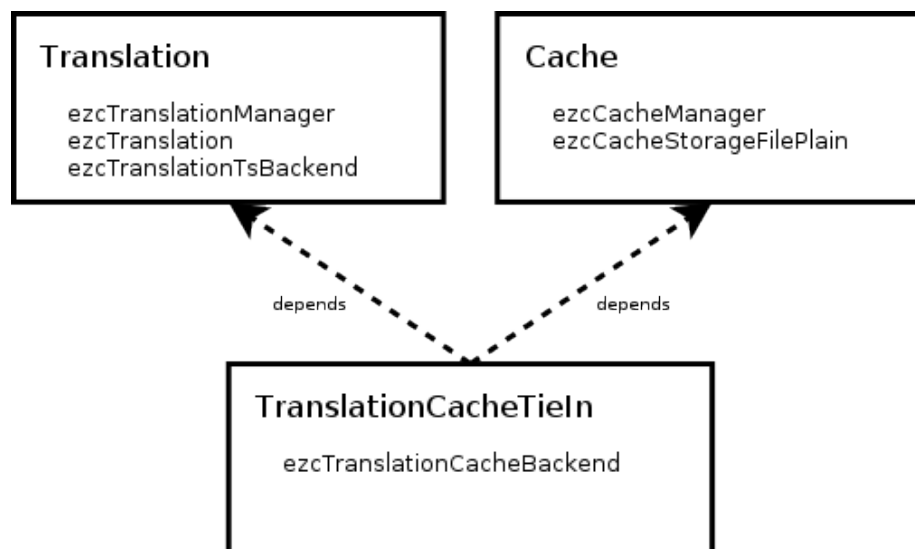 Translation
ezcTranslationManager
ezcTranslation
ezcTranslationTsBackend
Cache
ezcCacheManager
ezcCacheStorageFilePlain
depends
depends
TranslationCacheTieIn
ezcTranslationCacheBackend